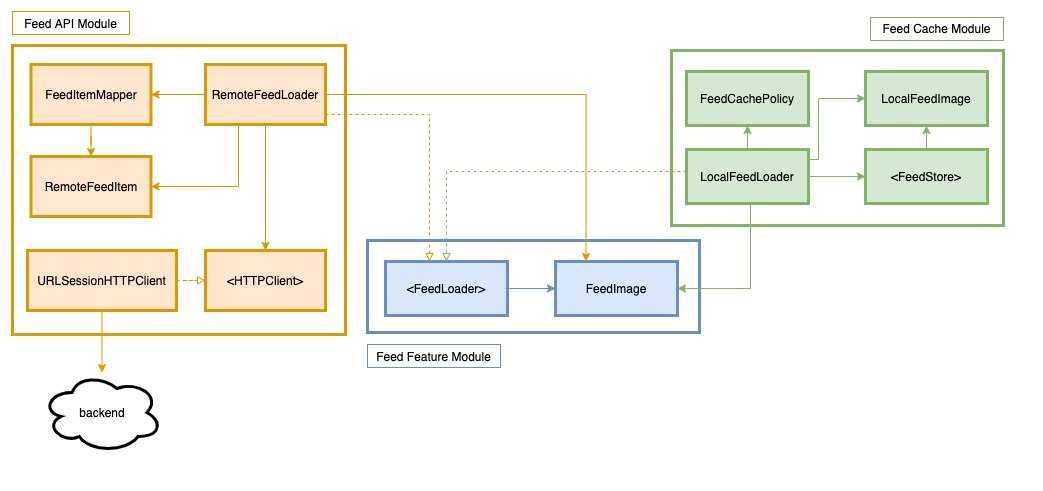 Feed API Module
Feed Cache Module
FeedItemMapper
RemoteFeedLoader
FeedCachePolicy
LocalFeedImage
RemoteFeedItem
LocalFeedLoader
<FeedStore>
URLSessionHTTPClient
<HTTPClient>
<FeedLoader>
FeedImage
Feed Feature Module
backend